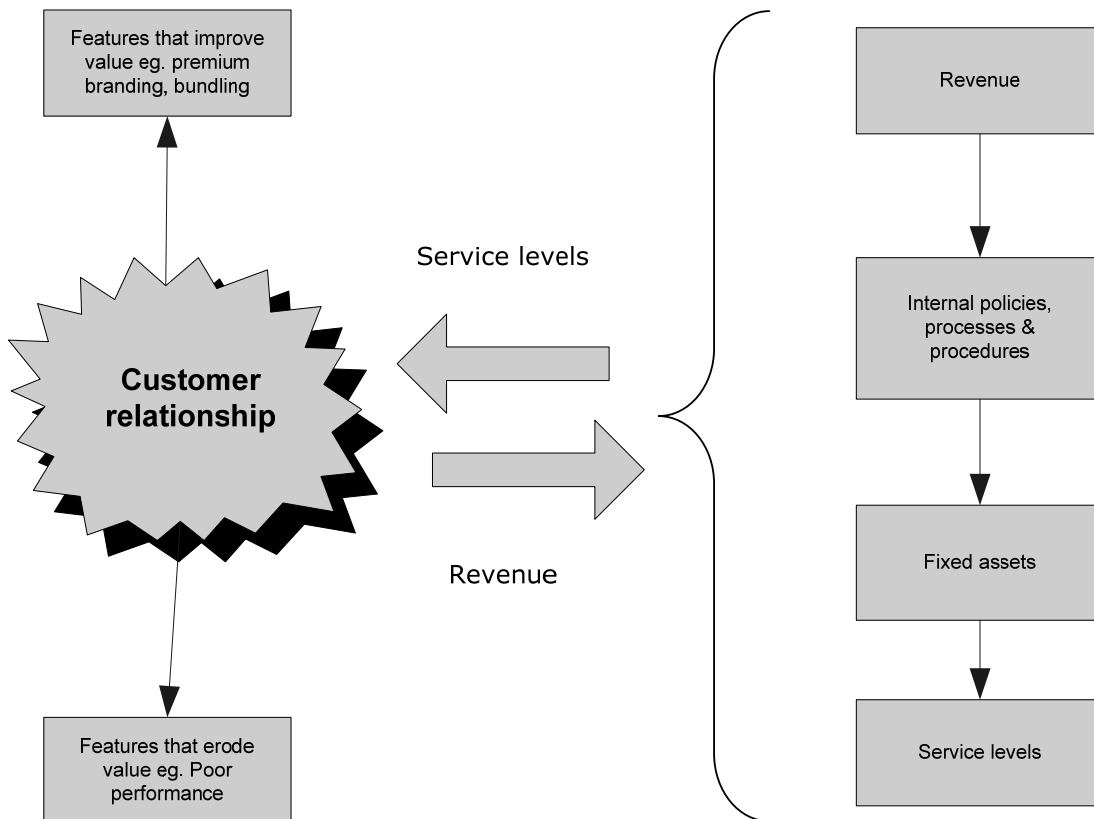 Features that improve
value eg. premium
branding, bundling
Customer
relationship
Features that erode
value eg. Poor
performance
Service levels
Revenue
Revenue
Internal policies,
processes &
procedures
Fixed assets
Service levels